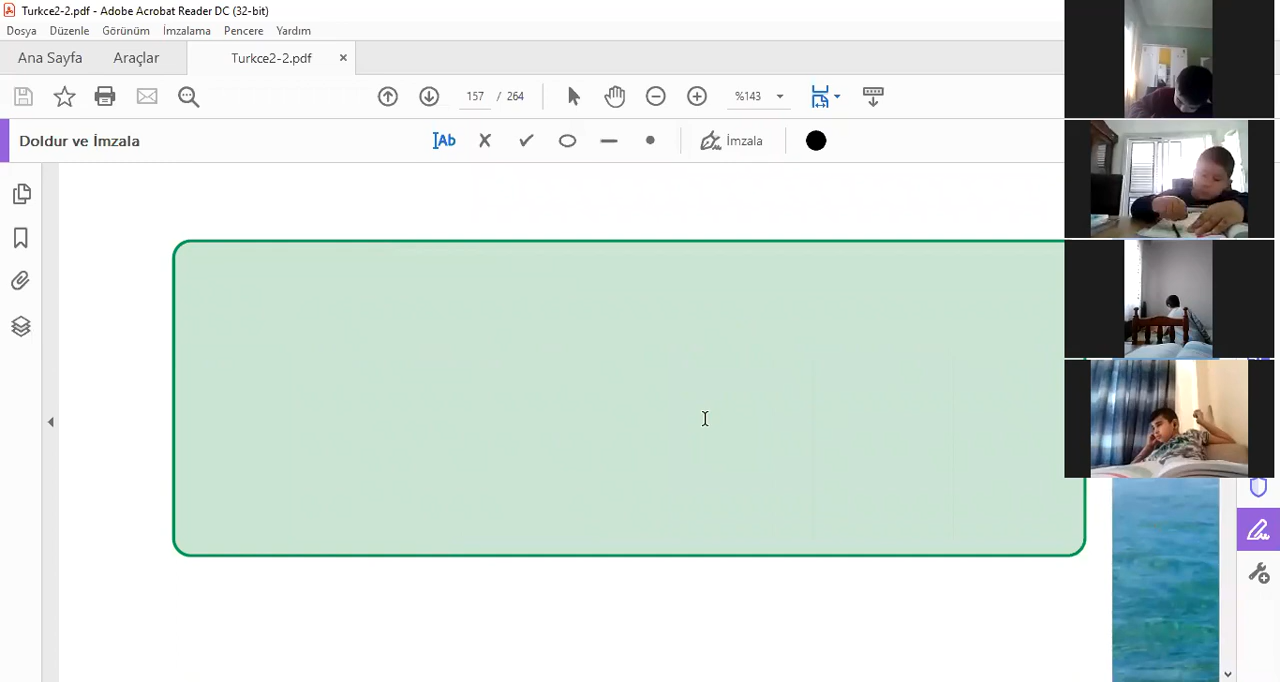 Turkce2-2.pdf - Adobe Acrobat Reader DC (32-bit)
Dosya Düzenle Görünüm İmzalama Pencere Yardım
Ana Sayfa Araçlar Turkce2-2.pdf ×
157 / 264 %143
Doldur ve İmzala Ab İmzala